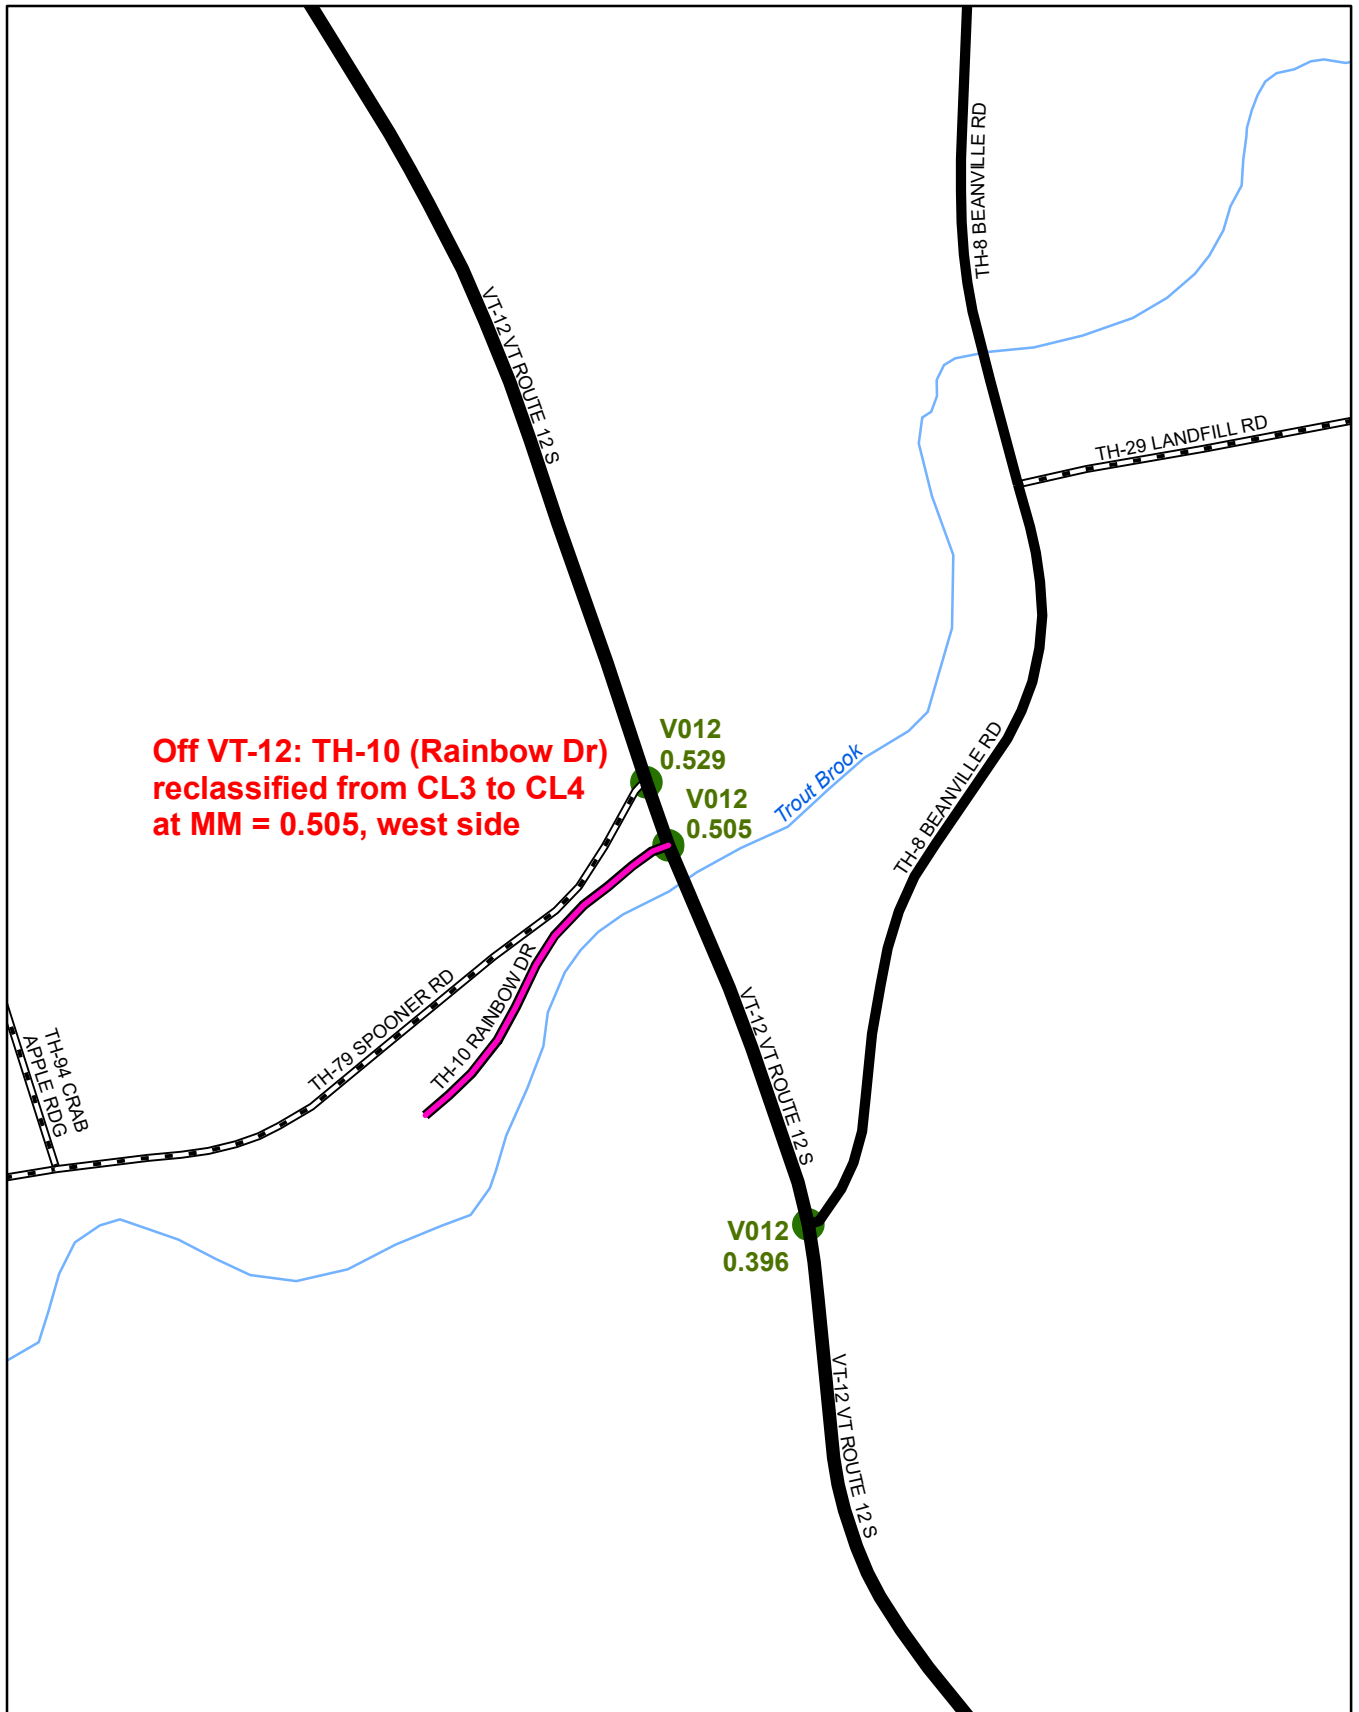 TH-8 BEANVILLE RD
VT-12 VT ROUTE 12 S
TH-29 LANDFILL RD
Off VT-12: TH-10 (Rainbow Dr)
reclassified from CL3 to CL4
at MM = 0.505, west side
V012
0.529
V012
0.505
Trout Brook
TH-8 BEANVILLE RD
TH-79 SPOONER RD
TH-10 RAINBOW DR
TH-94 CRAB
APPLE RDG
VT-12 VT ROUTE 12 S
V012
0.396
VT-12 VT ROUTE 12 S